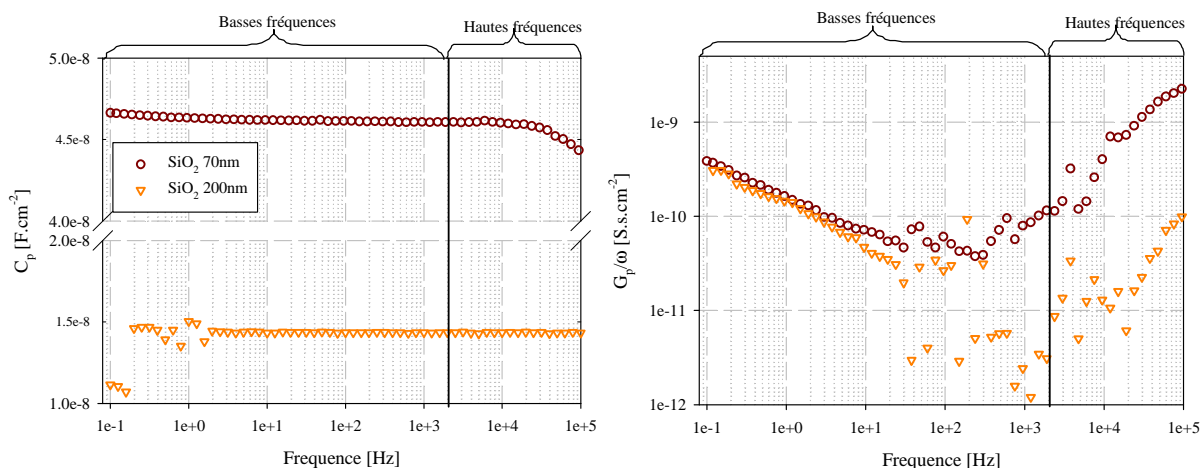 Basses fréquences
Hautes fréquences
5.0e-8
4.5e-8
4.0e-8
2.0e-8
1.5e-8
1.0e-8
Cp [F.cm-2]
SiO2 70nm
SiO2 200nm
1e-1 1e+0 1e+1 1e+2 1e+3 1e+4 1e+5
Frequence [Hz]
Basses fréquences
Hautes fréquences
1e-9
1e-10
1e-11
1e-12
Gp/ω [S.s.cm-2]
1e-1 1e+0 1e+1 1e+2 1e+3 1e+4 1e+5
Frequence [Hz]